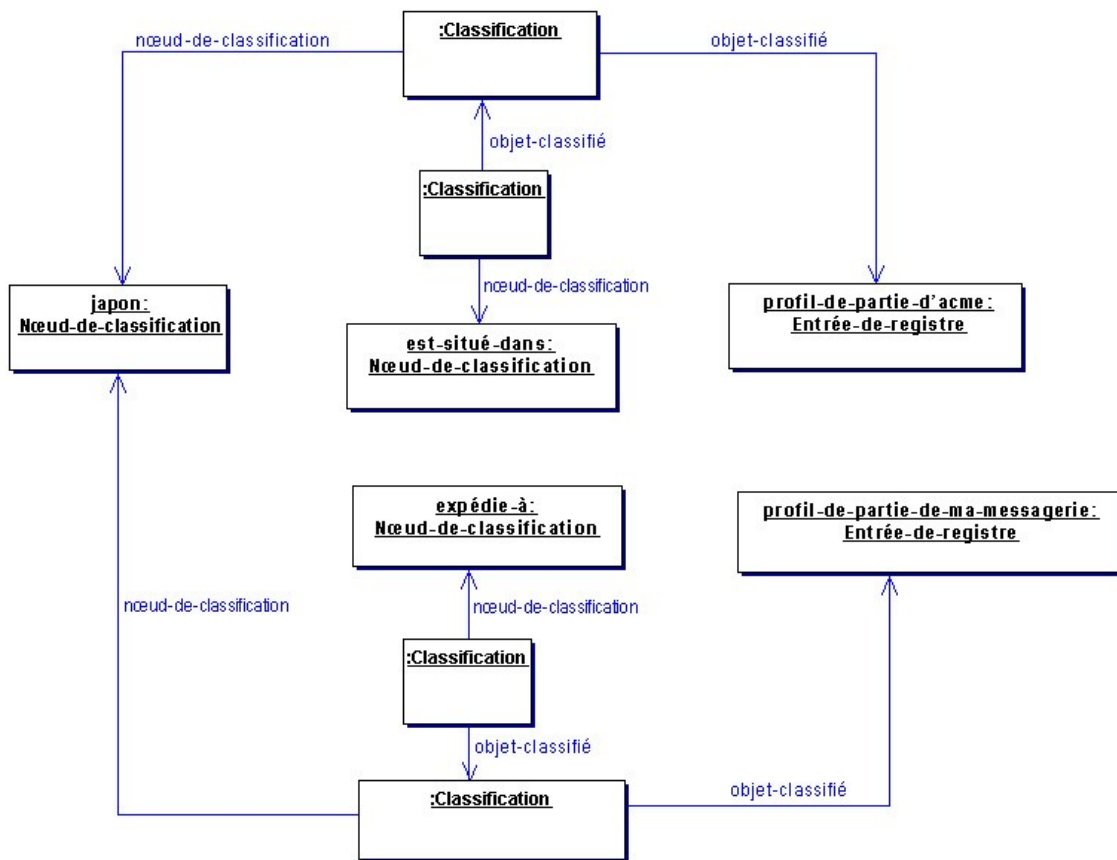 :Classification
nœud-de-classification
objet-classifié
objet-classifié
:Classification
nœud-de-classification
japon:
Nœud-de-classification
profil-de-partie-d'acme:
Entrée-de-registre
est-situé-dans:
Nœud-de-classification
expédie-à:
Nœud-de-classification
profil-de-partie-de-ma-messagerie:
Entrée-de-registre
nœud-de-classification
nœud-de-classification
:Classification
objet-classifié
:Classification
objet-classifié